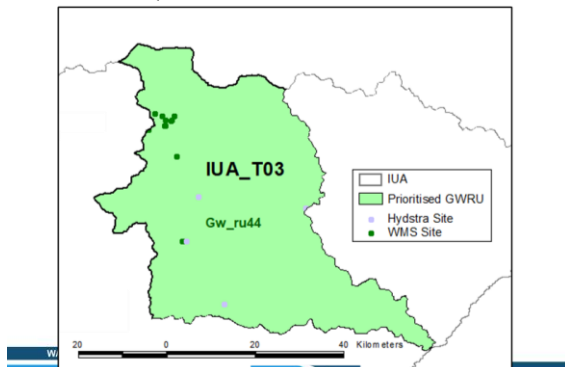 IUA_T03
Gw_ru44
IUA
Prioritised GWRU
Hydstra Site
WMS Site
20 0 20 40 Kilometers